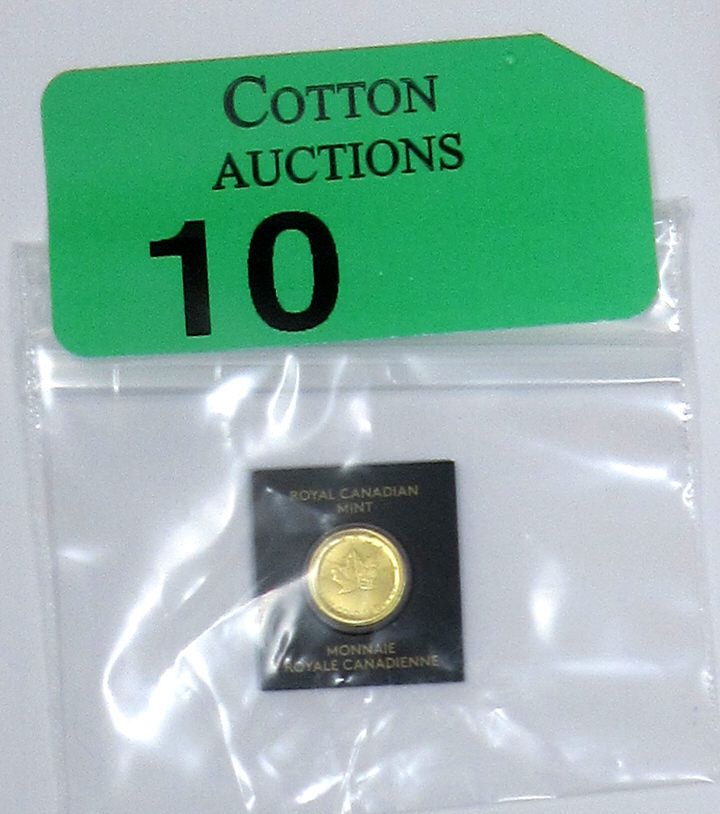 COTTON
AUCTIONS
10
ROYAL CANADIAN
MINT
MONNAIE
ROYALE CANADIENNE